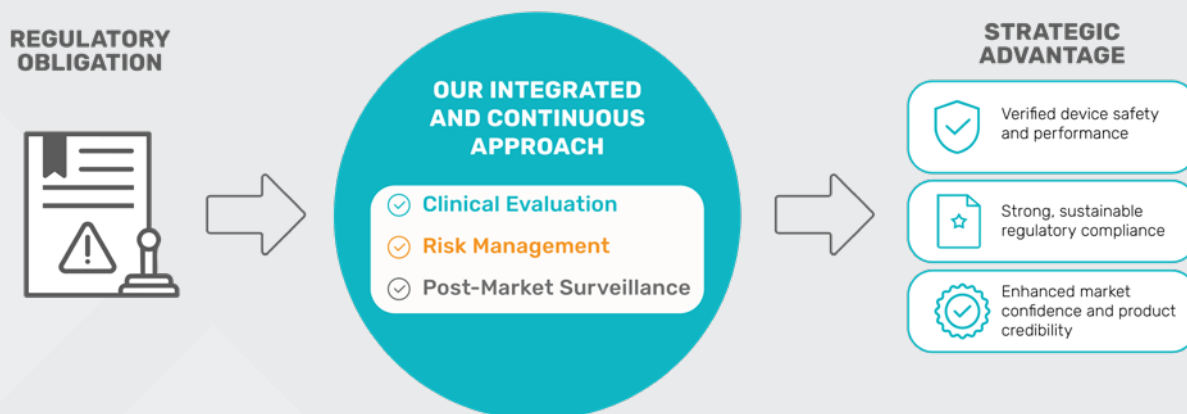 REGULATORY
OBLIGATION
OUR INTEGRATED
AND CONTINUOUS
APPROACH
Clinical Evaluation
Risk Management
Post-Market Surveillance
STRATEGIC
ADVANTAGE
Verified device safety
and performance
Strong, sustainable
regulatory compliance
Enhanced market
confidence and product
credibility